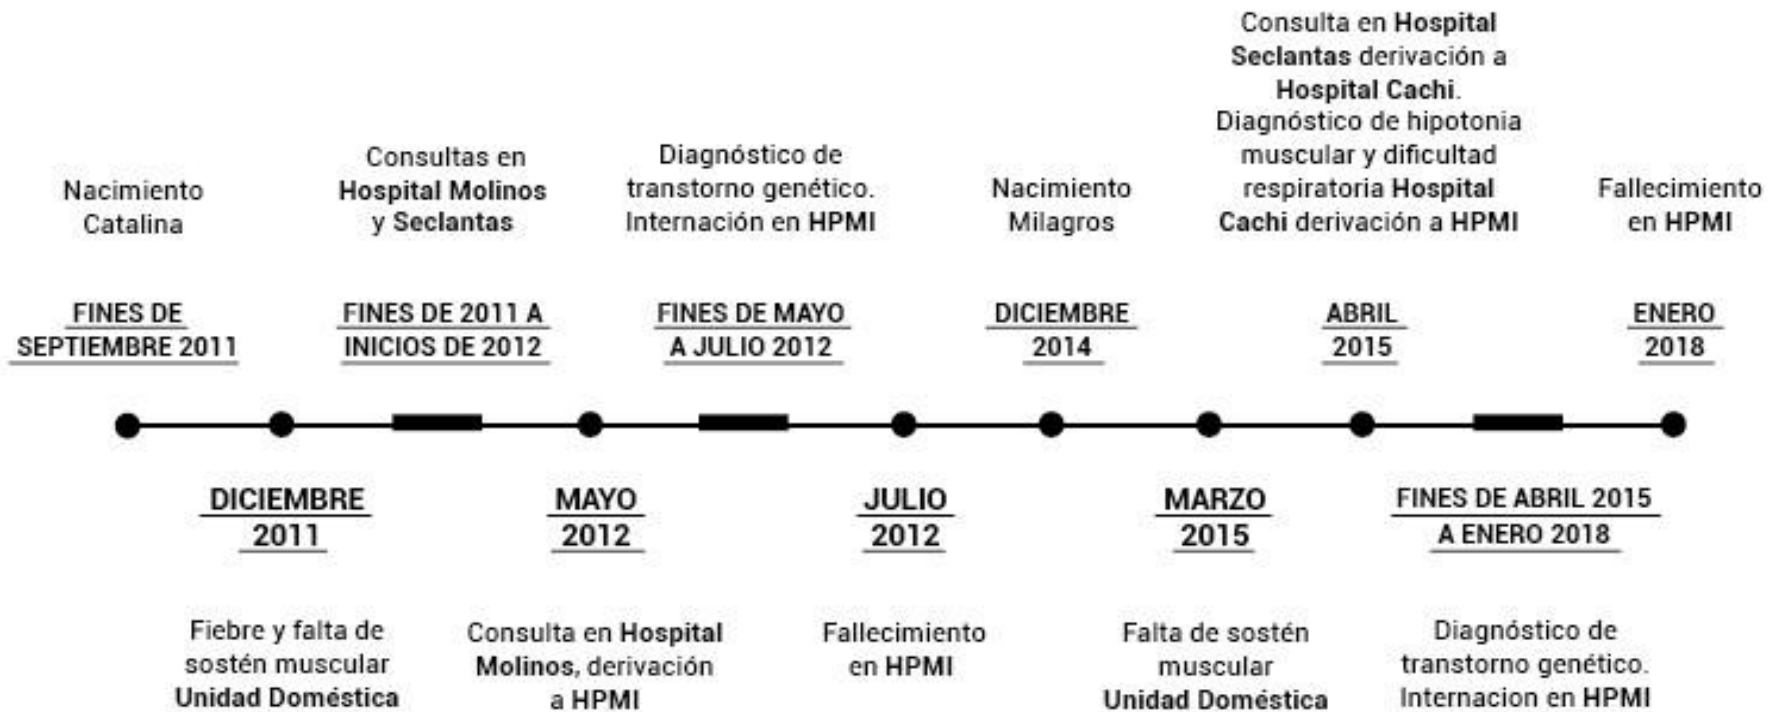 Nacimiento
Catalina
FINES DE
SEPTIEMBRE 2011
DICIEMBRE
2011
Fiebre y falta de
sostén muscular
Unidad Doméstica
Consultas en
Hospital Molinos
y Seclantas
FINES DE 2011 A
INICIOS DE 2012
MAYO
2012
Consulta en Hospital
Molinos, derivación
a HPMI
Diagnóstico de
transtorno genético.
Internación en HPMI
FINES DE MAYO
A JULIO 2012
JULIO
2012
Fallecimiento
en HPMI
Nacimiento
Milagros
DICIEMBRE
2014
MARZO
2015
Falta de sostén
muscular
Unidad Doméstica
Consulta en Hospital
Seclantas derivación a
Hospital Cachi.
Diagnóstico de hipotonia
muscular y dificultad
respiratoria Hospital
Cachi derivación a HPMI
ABRIL
2015
FINES DE ABRIL 2015
A ENERO 2018
Diagnóstico de
transtorno genético.
Internacion en HPMI
Fallecimiento
en HPMI
ENERO
2018